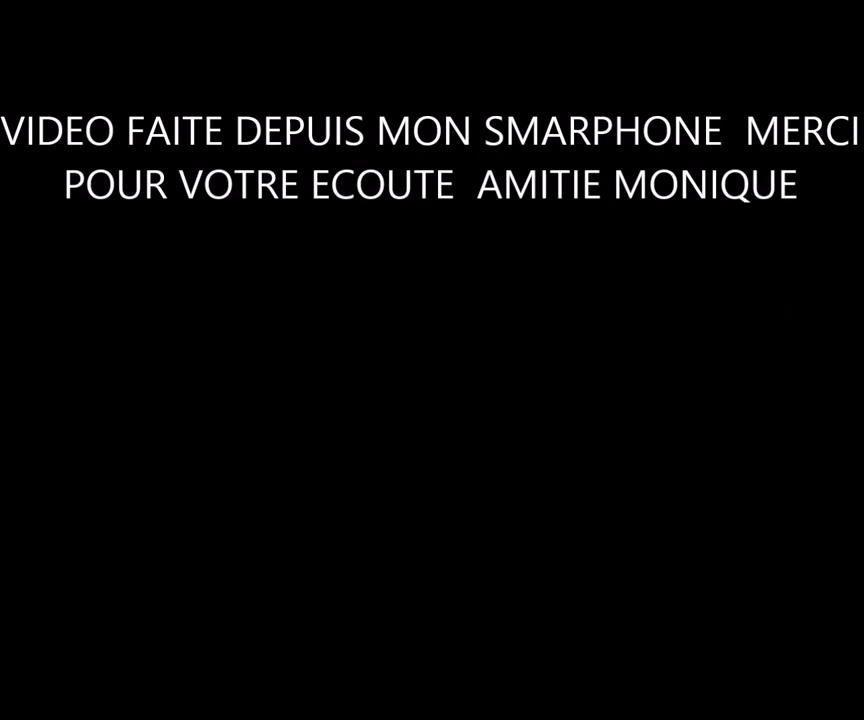 VIDEO FAITE DEPUIS MON SMARPHONE  MERCI
POUR VOTRE ECOUTE  AMITIE MONIQUE